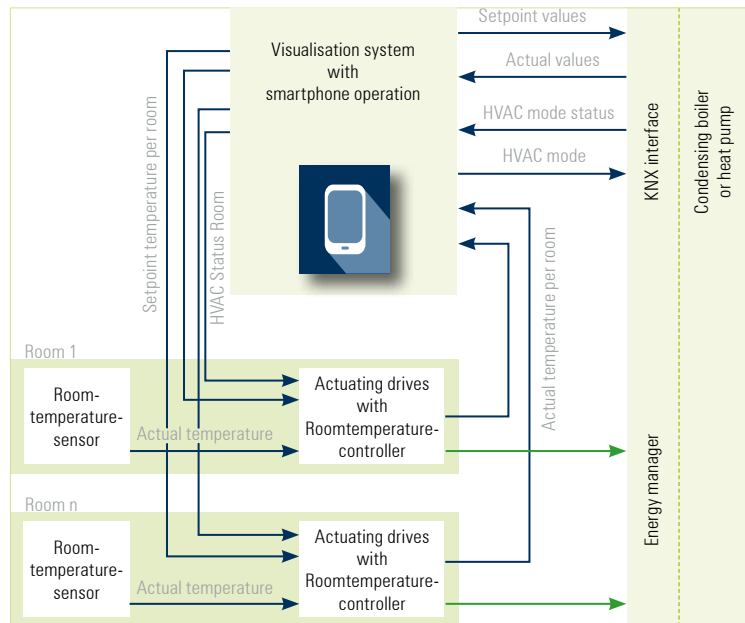 Visualisation system
with
smartphone operation
Setpoint values
Actual values
HVAC mode status
HVAC mode
KNX interface
Condensing boiler
or heat pump
Setpoint temperature per room
HVAC Status Room
Actual temperature per room
Room 1
Room-
temperature-
sensor
Actual temperature
Actuating drives
with
Roomtemperature-
controller
Energy manager
Room n
Room-
temperature-
sensor
Actual temperature
Actuating drives
with
Roomtemperature-
controller